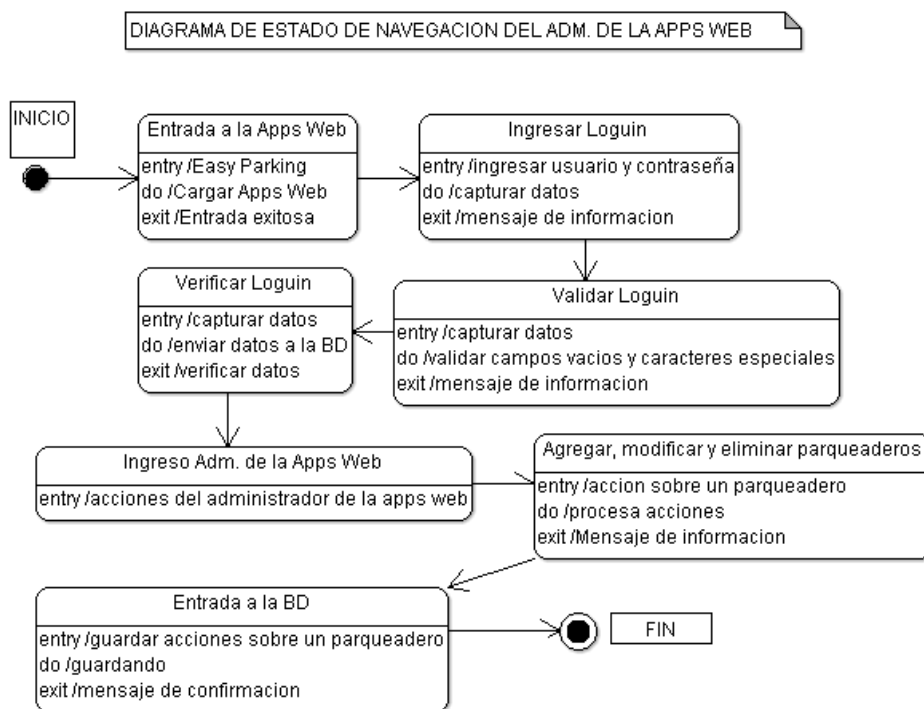 DIAGRAMA DE ESTADO DE NAVEGACION DEL ADM. DE LA APPS WEB
INICIO
Entrada a la Apps Web
entry /Easy Parking
do /Cargar Apps Web
exit /Entrada exitosa
Ingresar Loguin
entry /ingresar usuario y contraseña
do /capturar datos
exit /mensaje de informacion
Verificar Loguin
entry /capturar datos
do /enviar datos a la BD
exit /verificar datos
Validar Loguin
entry /capturar datos
do /validar campos vacios y caracteres especiales
exit /mensaje de informacion
Ingreso Adm. de la Apps Web
entry /acciones del administrador de la apps web
Agregar, modificar y eliminar parqueaderos
entry /accion sobre un parqueadero
do /procesa acciones
exit /Mensaje de informacion
Entrada a la BD
entry /guardar acciones sobre un parqueadero
do /guardando
exit /mensaje de confirmacion
FIN